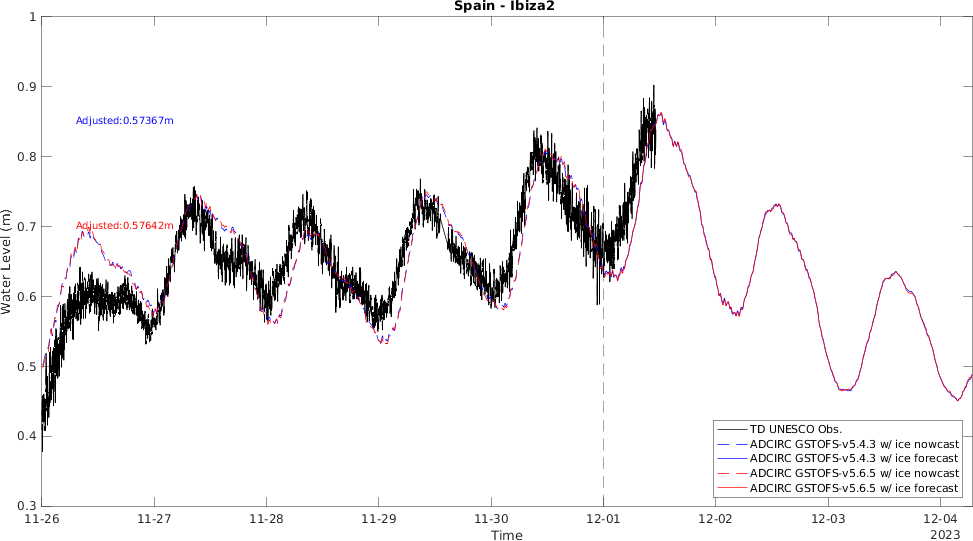 Spain - Ibiza2
1
0.9
0.8
0.7
0.6
0.5
0.4
0.3
Water Level (m)
Adjusted:0.57367m
Adjusted:0.57642m
TD UNESCO Obs.
ADCIRC GSTOFS-v5.4.3 w/ ice nowcast
ADCIRC GSTOFS-v5.4.3 w/ ice forecast
ADCIRC GSTOFS-v5.6.5 w/ ice nowcast
ADCIRC GSTOFS-v5.6.5 w/ ice forecast
11-26 11-27 11-28 11-29 11-30 12-01 12-02 12-03 12-04
Time
2023